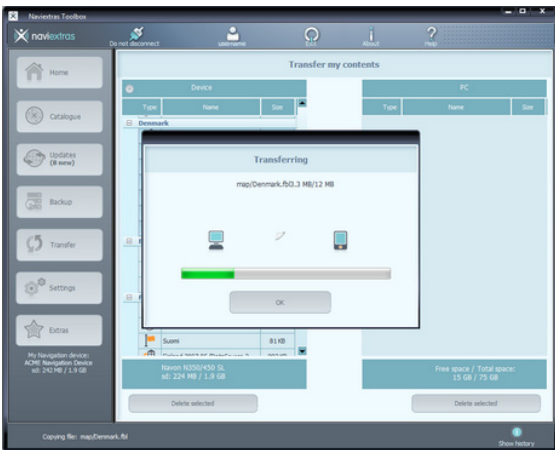 Naviextras Toolbox
naviextras
Do not disconnect
username
Exit
About
Help
Home
Catalogue
Updates
(8 new)
Backup
Transfer
Settings
Extras
My Navigation device:
ACME Navigation Device
sd: 242 MB / 1.9 GB
Transfer my contents
Device
PC
Type Name Size
Type Name Size
Denmark
Transferring
map/Denmark.fbl3.3 MB/12 MB
OK
Suomi 81 KB
Navon N350/450 SL
sd: 224 MB / 1.9 GB
Free space / Total space:
15 GB / 75 GB
Delete selected
Delete selected
Copying file: map/Denmark.fbl
Show history